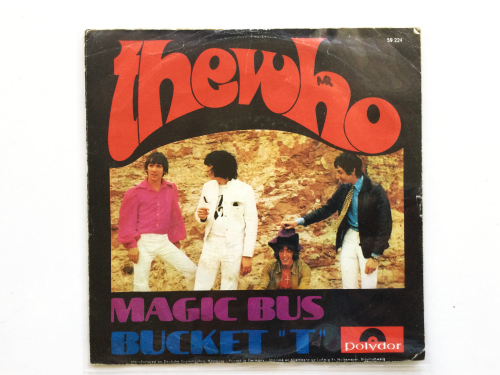 59 224
thewho
MAGIC BUS
BUCKET "T"
Polydor